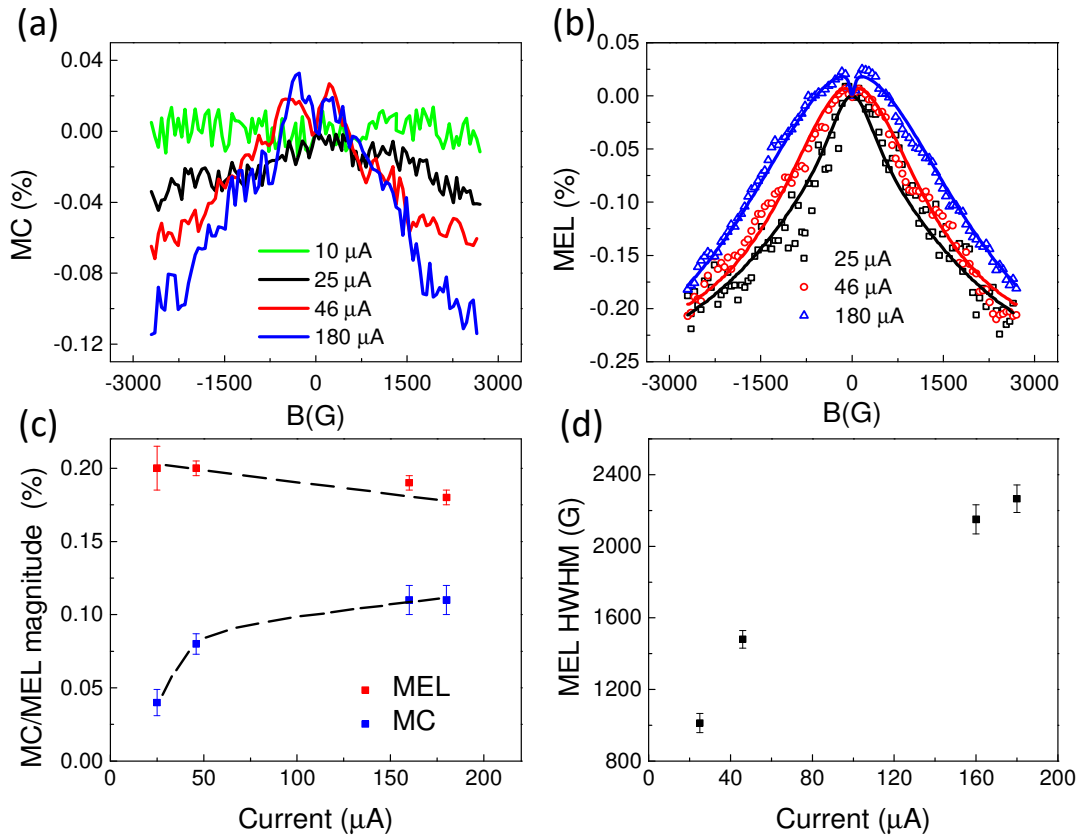 (a)
MC (%)
0.04
0.00
-0.04
-0.08
-0.12
10 μA
25 μA
46 μA
180 μA
-3000 -1500 0 1500 3000
B(G)
(b)
MEL (%)
0.05
0.00
-0.05
-0.10
-0.15
-0.20
-0.25
25 μA
46 μA
180 μA
-3000 -1500 0 1500 3000
B(G)
(c)
MC/MEL magnitude (%)
0.20
0.15
0.10
0.05
0.00
MEL
MC
0 50 100 150 200
Current (μA)
(d)
MEL HWHM (G)
2400
2000
1600
1200
800
0 40 80 120 160 200
Current (μA)